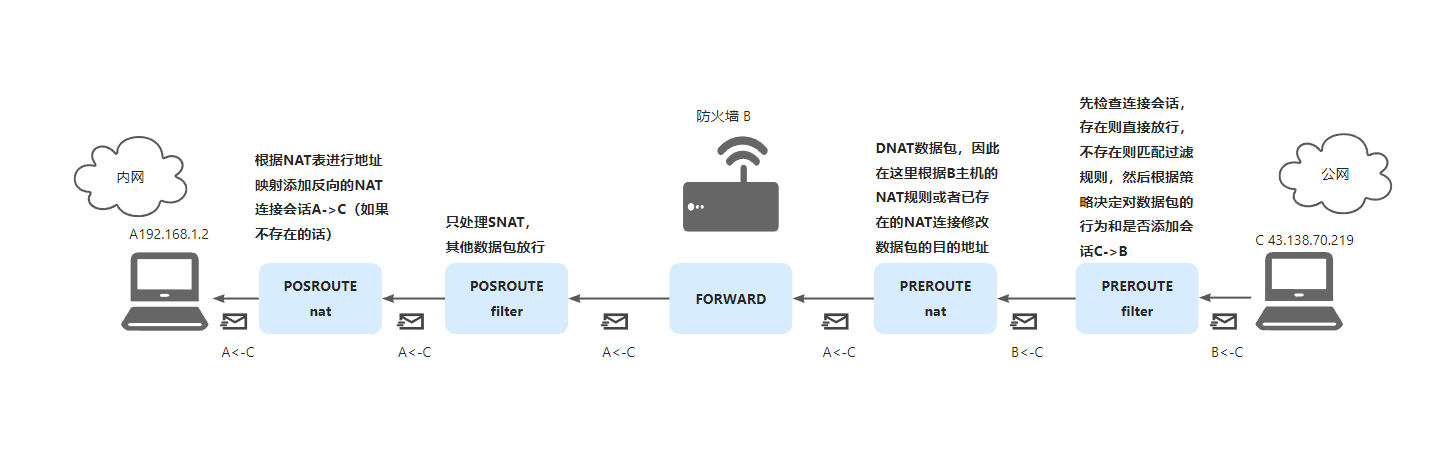 内网
A192.168.1.2
根据NAT表进行地址
映射添加反向的NAT
连接会话A->C（如果
不存在的话）
只处理SNAT，
其他数据包放行
防火墙 B
DNAT数据包，因此
在这里根据B主机的
NAT规则或者已存
在的NAT连接修改
数据包的目的地址
先检查连接会话，
存在则直接放行，
不存在则匹配过滤
规则，然后根据策
略决定对数据包的
行为和是否添加会
话C->B
公网
C 43.138.70.219
POSROUTE
nat
POSROUTE
filter
FORWARD
PREROUTE
nat
PREROUTE
filter
A<-C
A<-C
A<-C
A<-C
B<-C
B<-C